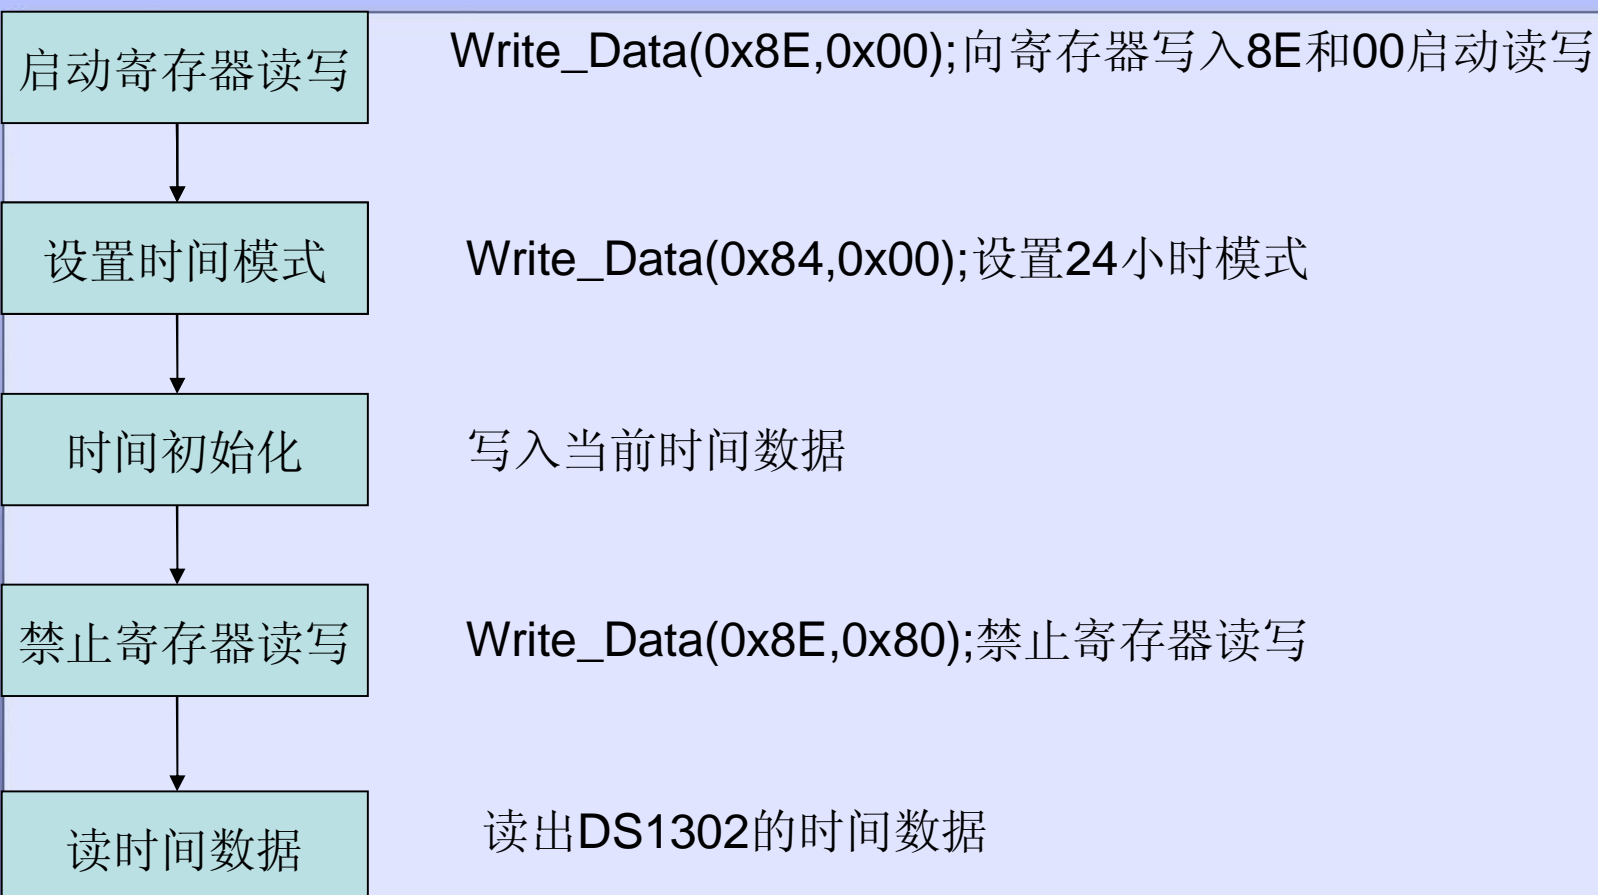 启动寄存器读写
Write_Data(0x8E,0x00);向寄存器写入8E和00启动读写
设置时间模式
Write_Data(0x84,0x00);设置24小时模式
时间初始化
写入当前时间数据
禁止寄存器读写
Write_Data(0x8E,0x80);禁止寄存器读写
读时间数据
读出DS1302的时间数据